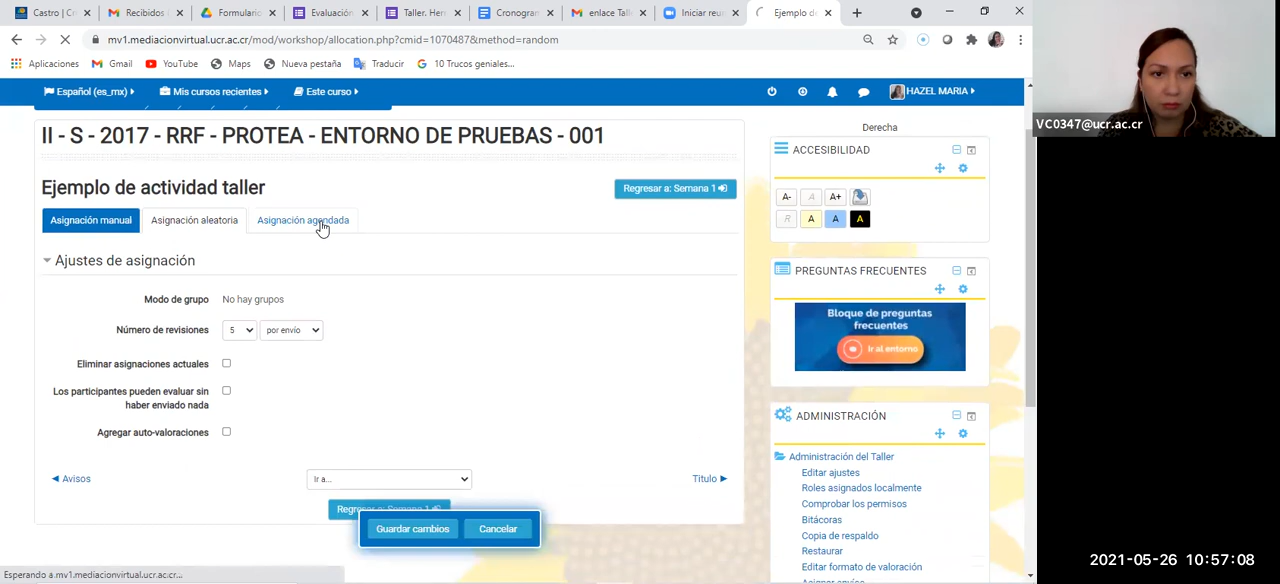 Castro | C
Recibidos
Formulario
Evaluación
Taller. Her
Cronogra
enlace Tall
Iniciar reu
Ejemplo de
mv1.mediacionvirtual.ucr.ac.cr/mod/workshop/allocation.php?cmid=1070487&method=random
Aplicaciones Gmail YouTube Maps Nueva pestaña Traducir 10 Trucos geniales...
VC0347@ucr.ac.cr
Español (es_mx) Mis cursos recientes Este curso HAZEL MARIA
Derecha
II - S - 2017 - RRF - PROTEA - ENTORNO DE PRUEBAS - 001
Ejemplo de actividad taller
Regresar a: Semana 1
Asignación manual Asignación aleatoria Asignación agendada
Ajustes de asignación
Modo de grupo No hay grupos
Número de revisiones 5 por envío
Eliminar asignaciones actuales
Los participantes pueden evaluar sin
haber enviado nada
Agregar auto-valoraciones
◄ Avisos Ir a... Titulo ►
Regresar a: Semana 1
Guardar cambios Cancelar
ACCESIBILIDAD
A- A A+
R A A A
PREGUNTAS FRECUENTES
Bloque de preguntas
frecuentes
Ir al entorno
ADMINISTRACIÓN
Administración del Taller
Editar ajustes
Roles asignados localmente
Comprobar los permisos
Bitácoras
Copia de respaldo
Restaurar
Editar formato de valoración
Asignar envíos
Esperando a mv1.mediacionvirtual.ucr.ac.cr...
2021-05-26 10:57:08